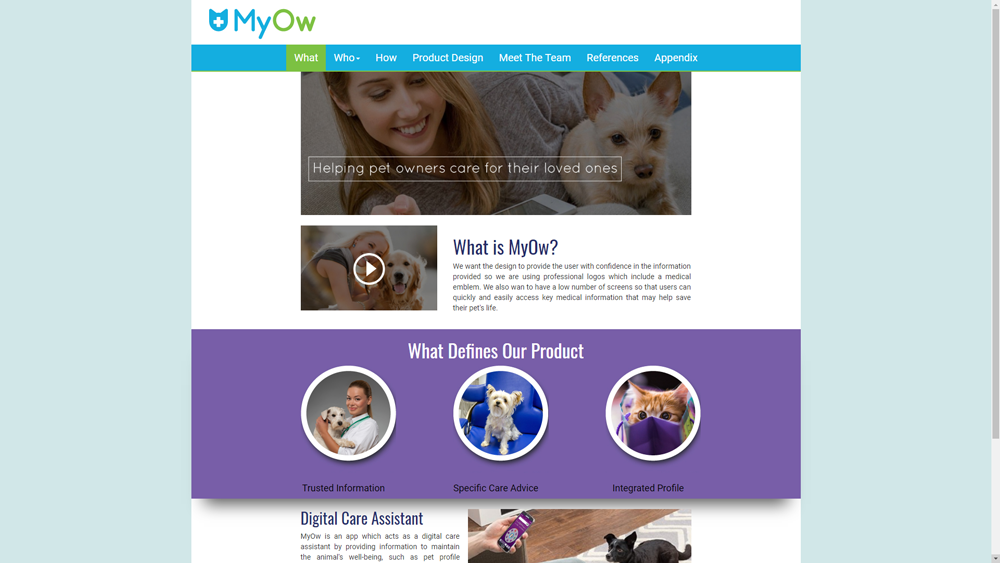 MyOw
What Who How Product Design Meet The Team References Appendix
Helping pet owners care for their loved ones
What is MyOw?
We want the design to provide the user with confidence in the information
provided so we are using professional logos which include a medical
emblem. We also wan to have a low number of screens so that users can
quickly and easily access key medical information that may help save
their pet's life.
What Defines Our Product
Trusted Information
Specific Care Advice
Integrated Profile
Digital Care Assistant
MyOw is an app which acts as a digital care
assistant by providing information to maintain
the animal's well-being, such as pet profile